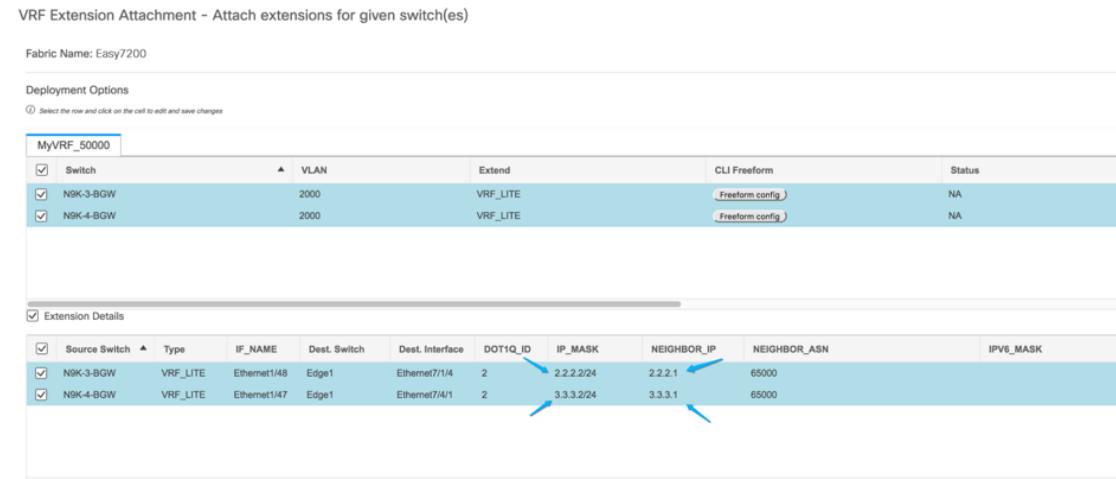 VRF Extension Attachment - Attach extensions for given switch(es)
Fabric Name: Easy7200
Deployment Options
Select the row and click on the cell to edit and save changes
MyVRF_50000
Switch VLAN Extend CLI Freeform Status
N9K-3-BGW 2000 VRF_LITE Freeform config NA
N9K-4-BGW 2000 VRF_LITE Freeform config NA
Extension Details
Source Switch Type IF_NAME Dest. Switch Dest. Interface DOT1Q_ID IP_MASK NEIGHBOR_IP NEIGHBOR_ASN IPV6_MASK
N9K-3-BGW VRF_LITE Ethernet1/48 Edge1 Ethernet7/1/4 2 2.2.2.2/24 2.2.2.1 65000
N9K-4-BGW VRF_LITE Ethernet1/47 Edge1 Ethernet7/4/1 2 3.3.3.2/24 3.3.3.1 65000